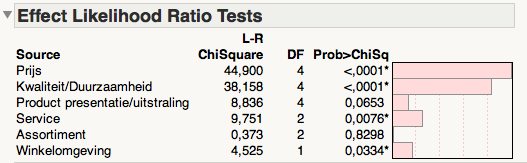 Effect Likelihood Ratio Tests
L-R
Source ChiSquare DF Prob>ChiSq
Prijs 44,900 4 <,0001*
Kwaliteit/Duurzaamheid 38,158 4 <,0001*
Product presentatie/uitstraling 8,836 4 0,0653
Service 9,751 2 0,0076*
Assortiment 0,373 2 0,8298
Winkelomgeving 4,525 1 0,0334*